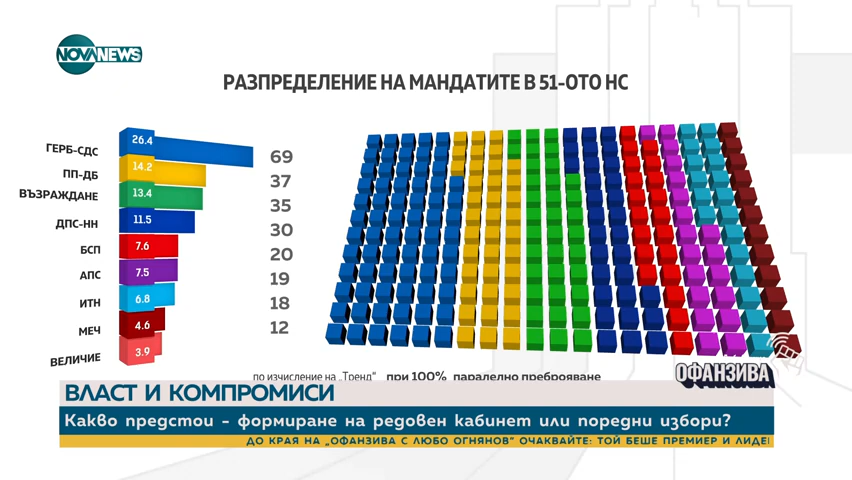 NOVANEWS
РАЗПРЕДЕЛЕНИЕ НА МАНДАТИТЕ В 51-ОТО НС
ГЕРБ-СДС 26.4 69
ПП-ДБ 14.2 37
ВЪЗРАЖДАНЕ 13.4 35
ДПС-НН 11.5 30
БСП 7.6 20
АПС 7.5 19
ИТН 6.8 18
МЕЧ 4.6 12
ВЕЛИЧИЕ 3.9
по изчисление на „Тренд“ при 100% паралелно преброяване
ОФАНЗИВА
ВЛАСТ И КОМПРОМИСИ
Какво предстои - формиране на редовен кабинет или поредни избори?
ДО КРАЯ НА „ОФАНЗИВА С ЛЮБО ОГНЯНОВ“ ОЧАКВАЙТЕ: ТОЙ БЕШЕ ПРЕМИЕР И ЛИДЕ